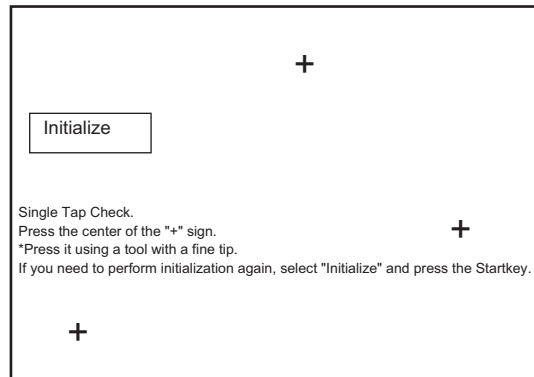 +
Initialize
Single Tap Check.
Press the center of the "+" sign.
+
*Press it using a tool with a fine tip.
If you need to perform initialization again, select "Initialize" and press the Startkey.
+